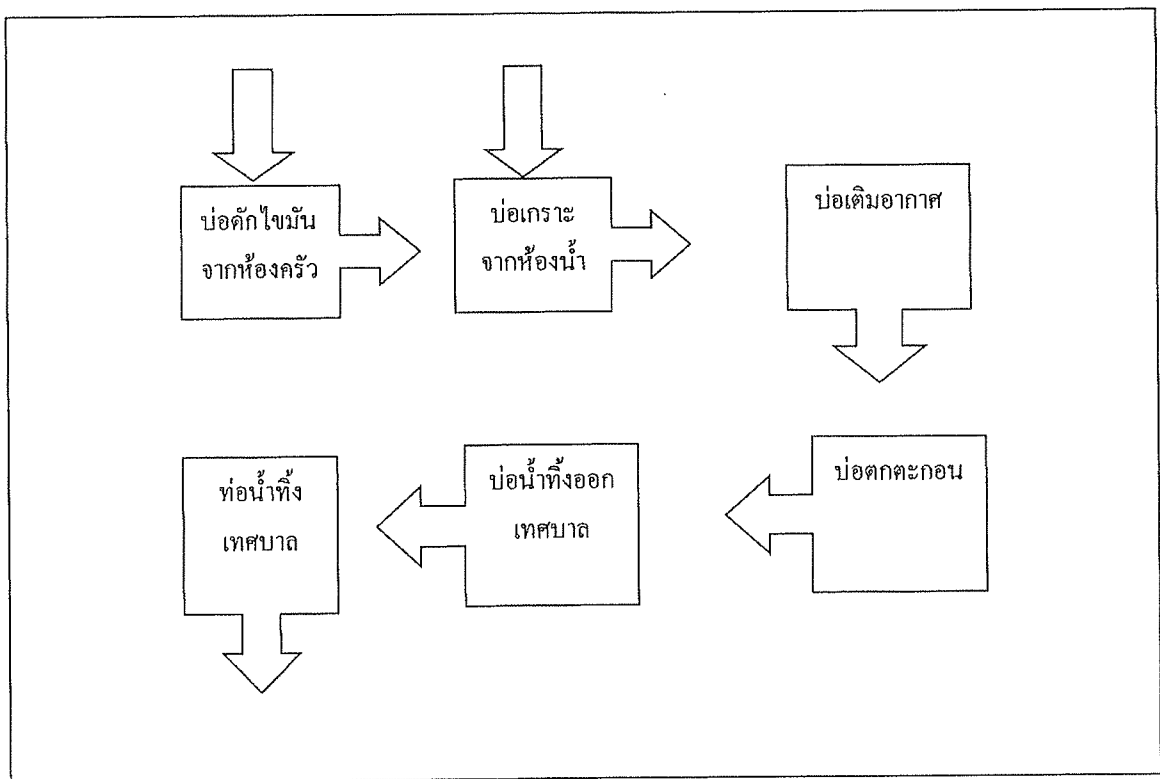 บ่อดักไขมัน
จากห้องครัว
บ่อเกราะ
จากห้องน้ำ
บ่อเติมอากาศ
ท่อน้ำทิ้ง
เทศบาล
บ่อน้ำทิ้งออก
เทศบาล
บ่อตกตะกอน